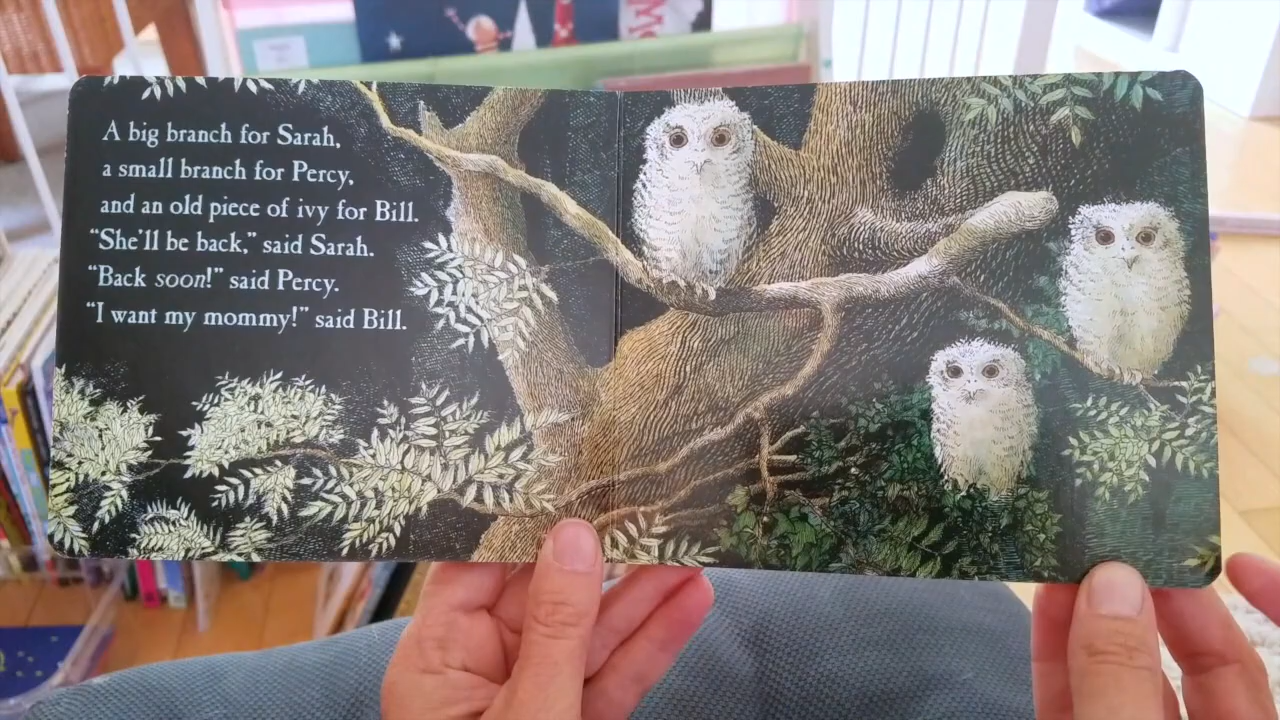 A big branch for Sarah,
a small branch for Percy,
and an old piece of ivy for Bill.
“She’ll be back,” said Sarah.
“Back soon!” said Percy.
“I want my mommy!” said Bill.